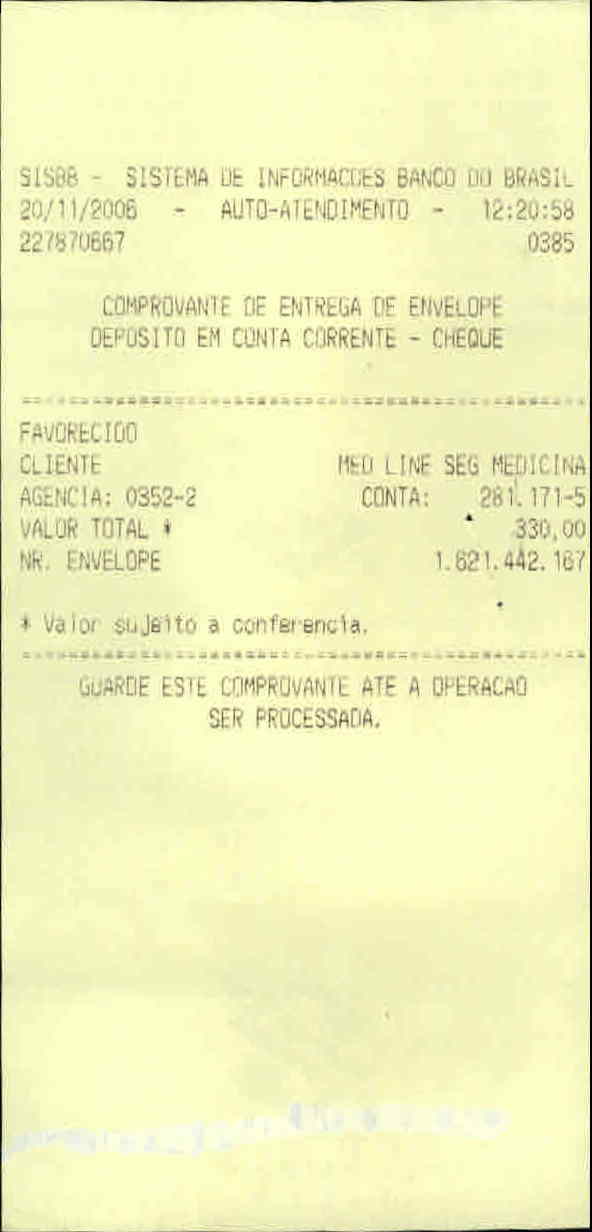 SISBB - SISTEMA DE INFORMACOES BANCO DO BRASIL
20/11/2006 - AUTO-ATENDIMENTO - 12:20:58
227870667 0385
COMPROVANTE DE ENTREGA DE ENVELOPE
DEPOSITO EM CONTA CORRENTE - CHEQUE
================================================
FAVORECIDO
CLIENTE MED LINE SEG MEDICINA
AGENCIA: 0352-2 CONTA: 281.171-5
VALOR TOTAL * 330,00
NR. ENVELOPE 1.621.442.167
* Valor sujeito a conferencia.
================================================
GUARDE ESTE COMPROVANTE ATE A OPERACAO
SER PROCESSADA.